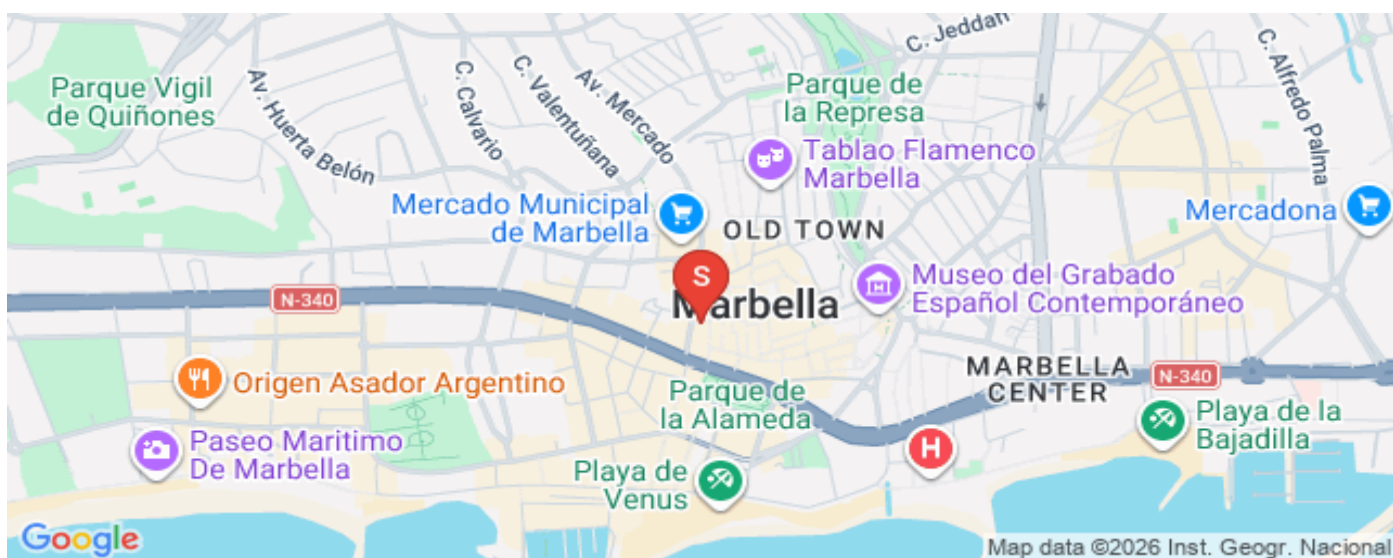 C. Jeddah
Parque Vigil
de Quiñones
Av. Huerta Belón
C. Calvario
C. Valentuñana
Av. Mercado
Parque de
la Represa
C. Alfredo Palma
Tablao Flamenco
Marbella
Mercado Municipal
de Marbella
OLD TOWN
Mercadona
S
Marbella
Museo del Grabado
Español Contemporáneo
N-340
Origen Asador Argentino
Parque de
la Alameda
MARBELLA
CENTER
N-340
Paseo Maritimo
De Marbella
Playa de
Venus
H
Playa de la
Bajadilla
Google
Map data ©2026 Inst. Geogr. Nacional